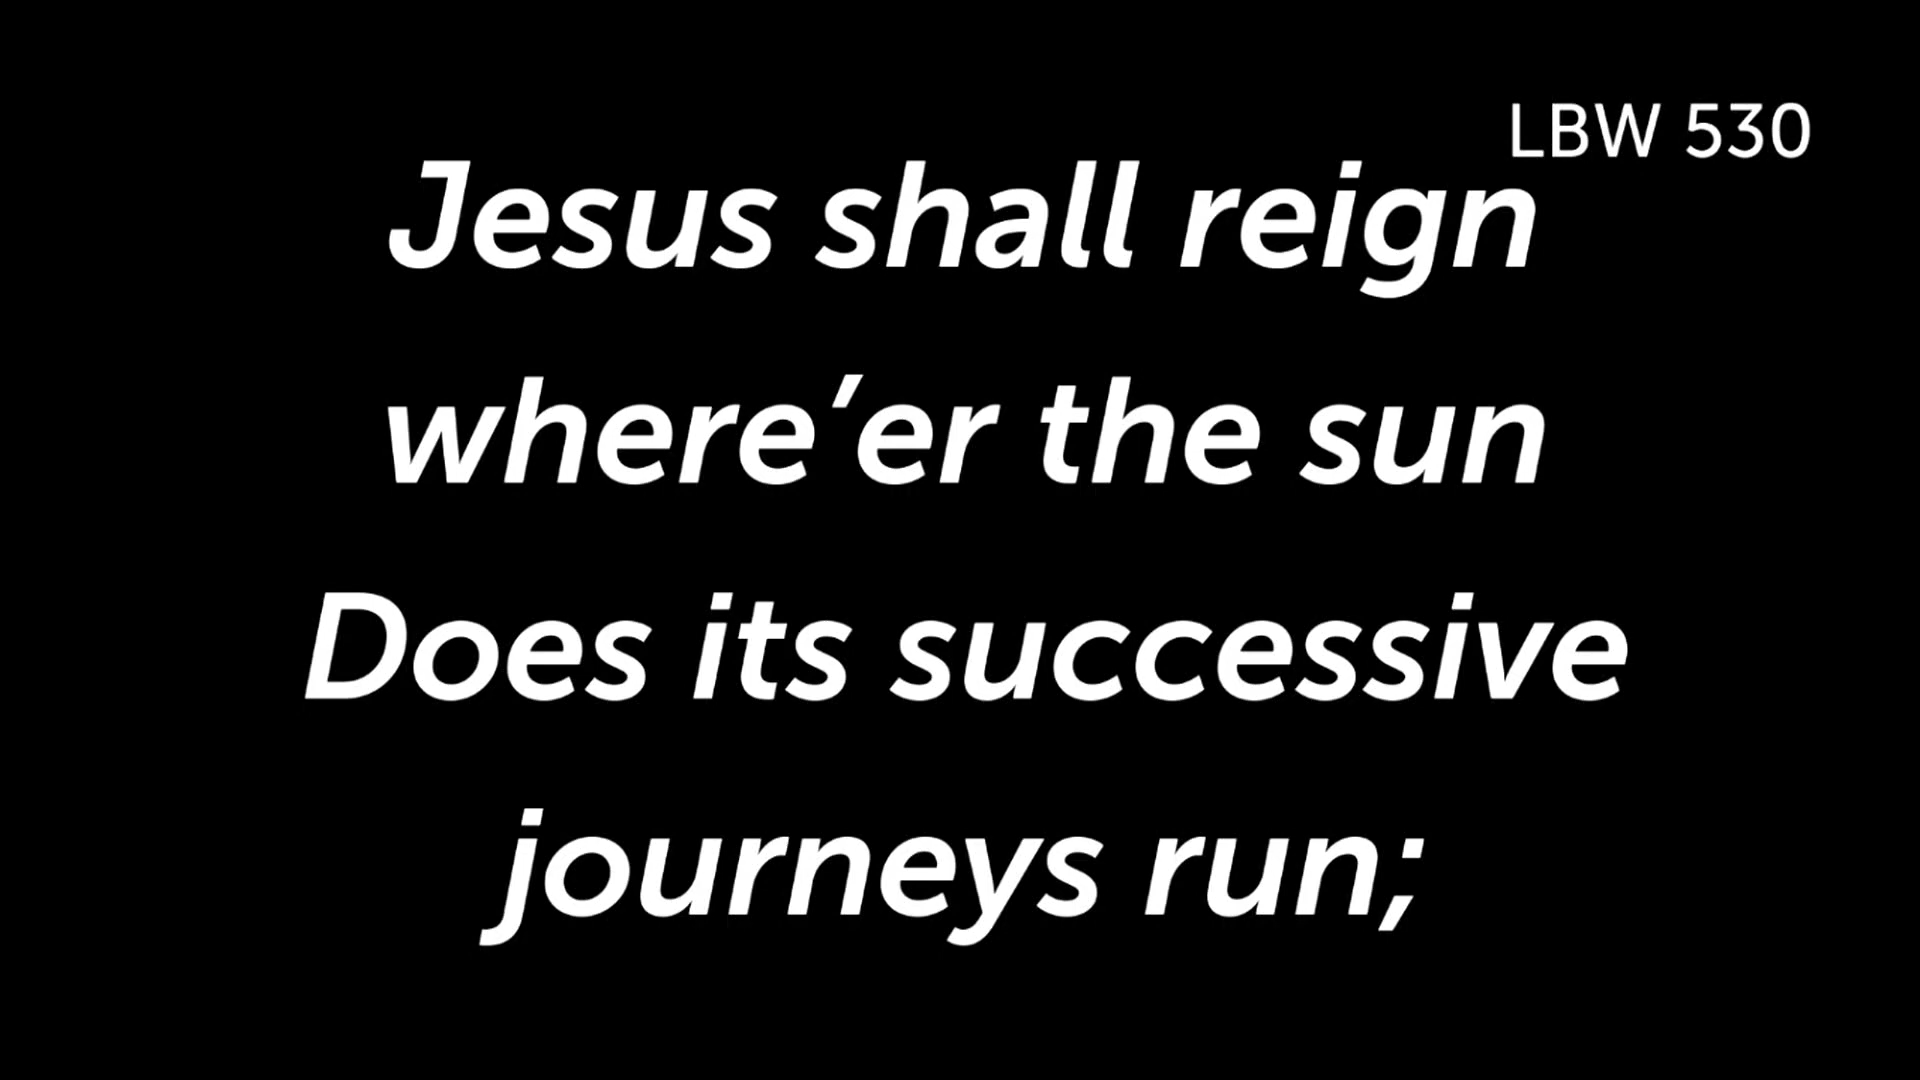 LBW 530
Jesus shall reign
where’er the sun
Does its successive
journeys run;